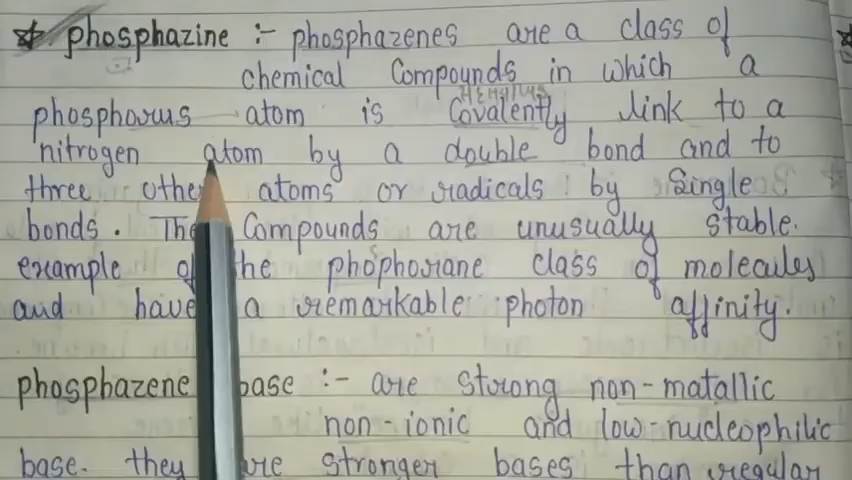 phosphazine :- phosphazenes are a class of
chemical Compounds in which a
phosphorus atom is Covalently link to a
nitrogen atom by a double bond and to
three other atoms or radicals by Single
bonds. The Compounds are unusually stable.
example of the phophorane class of molecules
and have a remarkable photon affinity.
phosphazene base :- are strong non-matallic
non-ionic and low-nucleophilic
base. they are stronger bases than regular